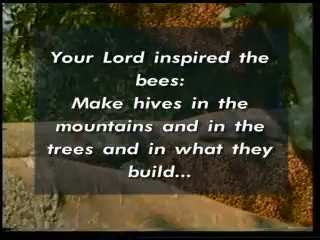 Your Lord inspired the
bees:
Make hives in the
mountains and in the
trees and in what they
build...